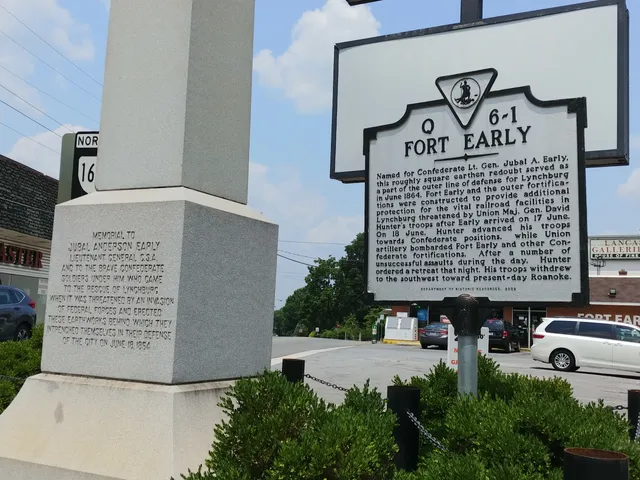 NOR
16
MEMORIAL TO
JUBAL ANDERSON EARLY
LIEUTENANT GENERAL C.S.A.
AND TO THE BRAVE CONFEDERATE
SOLDIERS UNDER HIM WHO CAME
TO THE RESCUE OF LYNCHBURG
WHEN IT WAS THREATENED BY AN INVASION
OF FEDERAL FORCES AND ERECTED
THESE EARTHWORKS BEHIND WHICH THEY
INTRENCHED THEMSELVES IN THEIR DEFENSE
OF THE CITY ON JUNE 18, 1864.
Q 6-1
FORT EARLY
Named for Confederate Lt. Gen. Jubal A. Early,
this roughly square earthen redoubt served as
a part of the outer line of defense for Lynchburg
in June 1864. Fort Early and the outer fortifica-
tions were constructed to provide additional
protection for the vital railroad facilities in
Lynchburg threatened by Union Maj. Gen. David
Hunter's troops after Early arrived on 17 June.
On 18 June, Hunter advanced his troops
towards Confederate positions, while Union
artillery bombarded Fort Early and other Con-
federate fortifications. After a number of
unsuccessful assaults during the day, Hunter
ordered a retreat that night. His troops withdrew
to the southwest toward present-day Roanoke.
DEPARTMENT OF HISTORIC RESOURCES, 2009
GALLERIE
FORT EAR